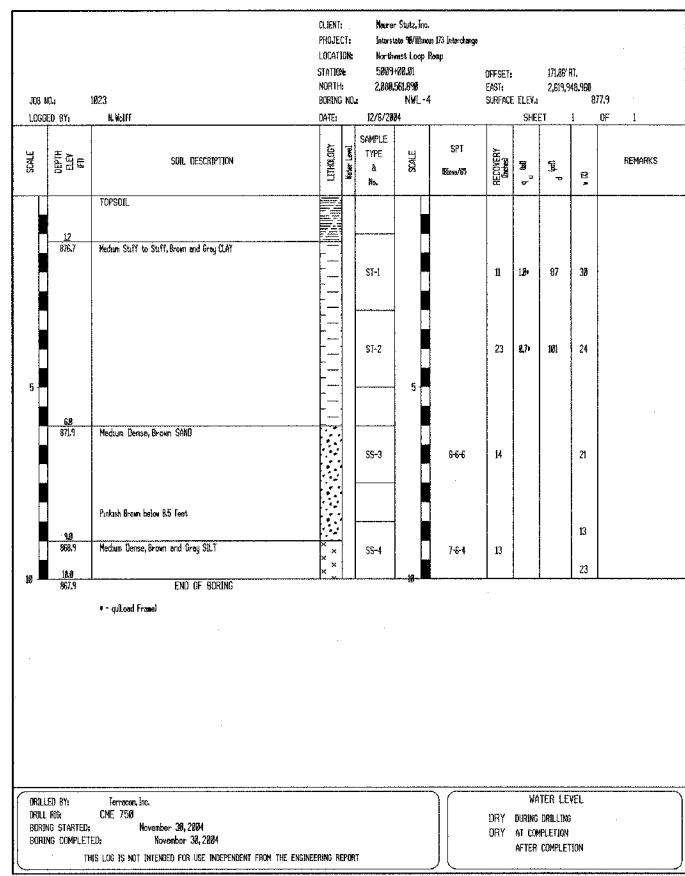 CLIENT: Maurer Stutz, Inc.
PROJECT: Interstate 90/Illinois 173 Interchange
LOCATION: Northwest Loop Ramp
STATION: 5009+00.01 OFFSET: 171.08' RT.
NORTH: 2,080,561.890 EAST: 2,619,948.960
JOB NO.: 1023 BORING NO.: NWL-4 SURFACE ELEV.: 877.9
LOGGED BY: N. Wolff DATE: 12/6/2004 SHEET 1 OF 1
SCALE DEPTH ELEV (FT) SOIL DESCRIPTION LITHOLOGY Water Level SAMPLE TYPE & No. SCALE SPT (Blows/6") RECOVERY (Inches) q u (tsf) d (pcf) w (%) REMARKS
TOPSOIL
1.2
876.7 Medium Stiff to Stiff, Brown and Gray CLAY
ST-1 11 1.0* 87 30
ST-2 23 0.7* 101 24
5 5
6.0
871.9 Medium Dense, Brown SAND
SS-3 6-6-6 14 21
Pinkish Brown below 8.5 feet
9.0 13
868.9 Medium Dense, Brown and Gray SILT SS-4 7-6-4 13
10 10.0 10 23
867.9 END OF BORING
* - qu(Load Frame)
DRILLED BY: Terracon, Inc.
DRILL RIG: CME 750
BORING STARTED: November 30, 2004
BORING COMPLETED: November 30, 2004
THIS LOG IS NOT INTENDED FOR USE INDEPENDENT FROM THE ENGINEERING REPORT
WATER LEVEL
DRY DURING DRILLING
DRY AT COMPLETION
AFTER COMPLETION